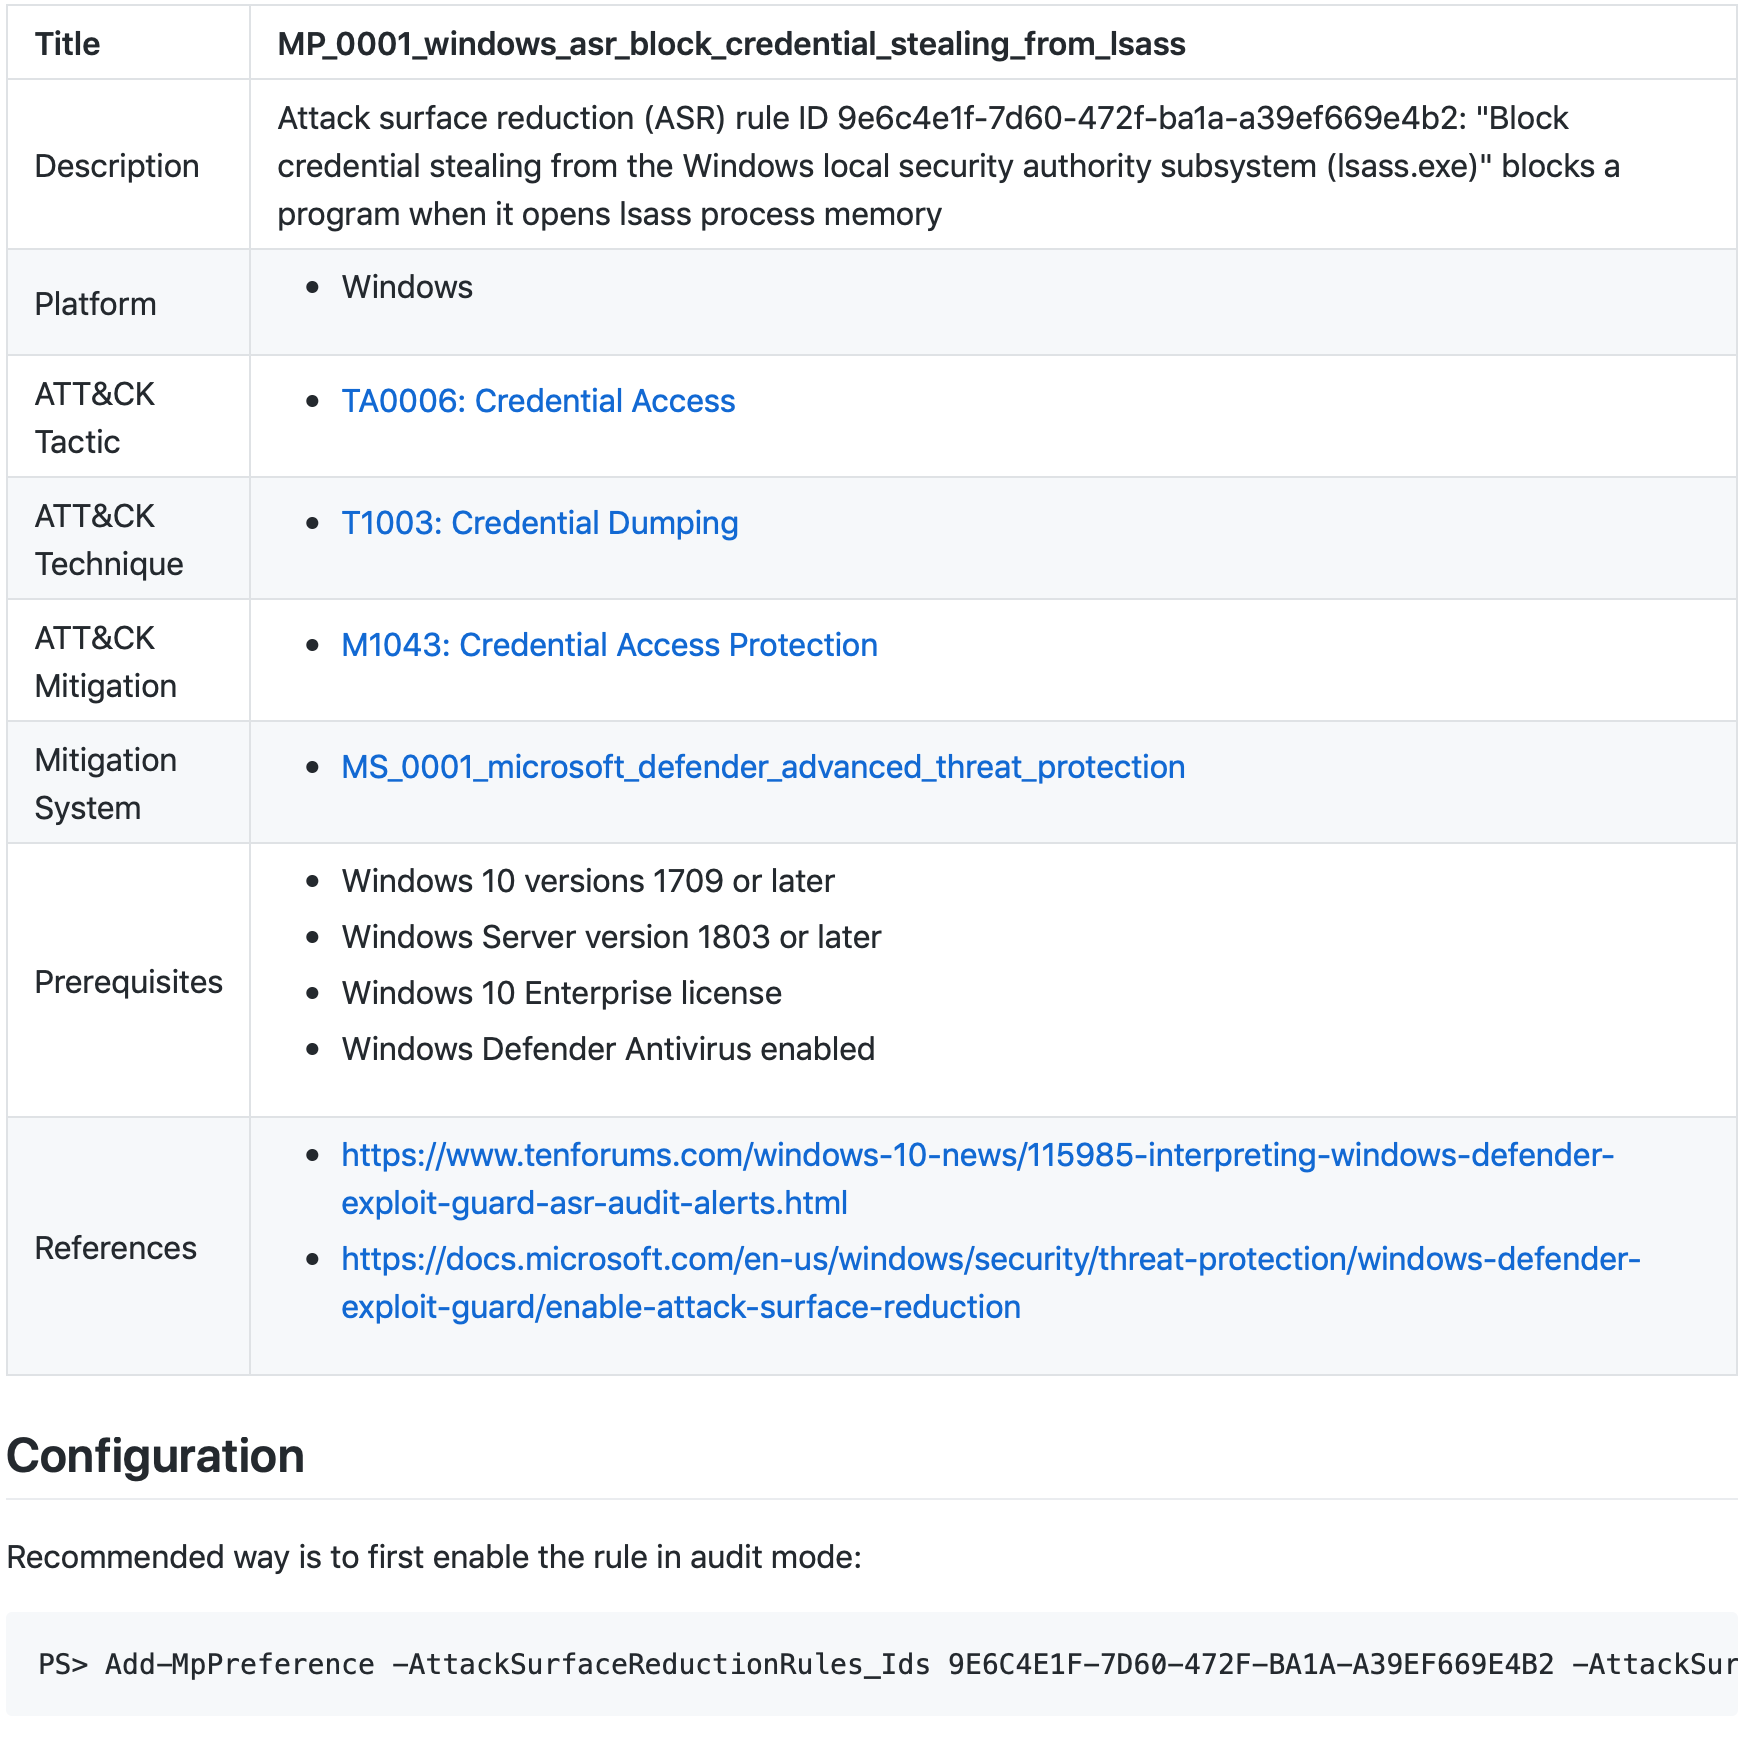 Title MP_0001_windows_asr_block_credential_stealing_from_lsass
Description
Attack surface reduction (ASR) rule ID 9e6c4e1f-7d60-472f-ba1a-a39ef669e4b2: "Block
credential stealing from the Windows local security authority subsystem (lsass.exe)" blocks a
program when it opens lsass process memory
Platform
• Windows
ATT&CK
Tactic
• TA0006: Credential Access
ATT&CK
Technique
• T1003: Credential Dumping
ATT&CK
Mitigation
• M1043: Credential Access Protection
Mitigation
System
• MS_0001_microsoft_defender_advanced_threat_protection
Prerequisites
• Windows 10 versions 1709 or later
• Windows Server version 1803 or later
• Windows 10 Enterprise license
• Windows Defender Antivirus enabled
References
• https://www.tenforums.com/windows-10-news/115985-interpreting-windows-defender-
exploit-guard-asr-audit-alerts.html
• https://docs.microsoft.com/en-us/windows/security/threat-protection/windows-defender-
exploit-guard/enable-attack-surface-reduction
Configuration
Recommended way is to first enable the rule in audit mode:
PS> Add-MpPreference -AttackSurfaceReductionRules_Ids 9E6C4E1F-7D60-472F-BA1A-A39EF669E4B2 -AttackSur